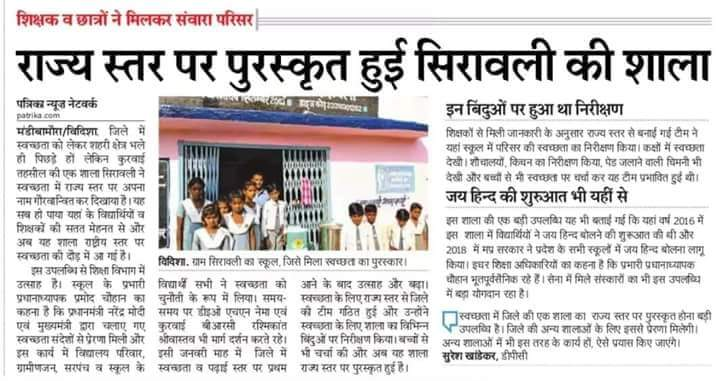 शिक्षक व छात्रों ने मिलकर संवारा परिसर
राज्य स्तर पर पुरस्कृत हुई सिरावली की शाला
पत्रिका न्यूज नेटवर्क
patrika.com
मंडीबामौरा/विदिशा. जिले में
स्वच्छता को लेकर शहरी क्षेत्र भले
ही पिछड़े हों लेकिन कुरवाई
तहसील की एक शाला सिरावली ने
स्वच्छता में राज्य स्तर पर अपना
नाम गौरवान्वित कर दिखाया है। यह
सब हो पाया यहां के विद्यार्थियों व
शिक्षकों की सतत मेहनत से और
अब यह शाला राष्ट्रीय स्तर पर
स्वच्छता की दौड़ में आ गई है।
इस उपलब्धि से शिक्षा विभाग में
उत्साह है। स्कूल के प्रभारी
प्रधानाध्यापक प्रमोद चौहान का
कहना है कि प्रधानमंत्री नरेंद्र मोदी
एवं मुख्यमंत्री द्वारा चलाए गए
स्वच्छता संदेशों से प्रेरणा मिली और
इस कार्य में विद्यालय परिवार,
ग्रामीणजन, सरपंच व स्कूल के
विदिशा. ग्राम सिरावली का स्कूल, जिसे मिला स्वच्छता का पुरस्कार।
विद्यार्थी सभी ने स्वच्छता को
चुनौती के रूप में लिया। समय-
समय पर डीइओ एचएन नेमा एवं
कुरवाई बीआरसी रश्मिकांत
श्रीवास्तव भी मार्ग दर्शन करते रहे।
इसी जनवरी माह में जिले में
स्वच्छता व पढ़ाई स्तर पर प्रथम
आने के बाद उत्साह और बढ़ा।
स्वच्छता के लिए राज्य स्तर से जिले
की टीम गठित हुई और उन्होंने
स्वच्छता के लिए शाला का विभिन्न
बिंदुओं पर निरीक्षण किया। बच्चों से
भी चर्चा की और अब यह शाला
राज्य स्तर पर पुरस्कृत हुई है।
इन बिंदुओं पर हुआ था निरीक्षण
शिक्षकों से मिली जानकारी के अनुसार राज्य स्तर से बनाई गई टीम ने
यहां स्कूल में परिसर की स्वच्छता का निरीक्षण किया। कक्षों में स्वच्छता
देखी। शौचालयों, किचन का निरीक्षण किया, पेड जलाने वाली चिमनी भी
देखी और बच्चों से भी स्वच्छता पर चर्चा कर यह टीम प्रभावित हुई थी।
जय हिन्द की शुरुआत भी यहीं से
इस शाला की एक बड़ी उपलब्धि यह भी बताई गई कि यहां वर्ष 2016 में
इस शाला में विद्यार्थियों ने जय हिन्द बोलने की शुरूआत की थी और
2018 में मप्र सरकार ने प्रदेश के सभी स्कूलों में जय हिन्द बोलना लागू
किया। इधर शिक्षा अधिकारियों का कहना है कि प्रभारी प्रधानाध्यापक
चौहान भूतपूर्वसैनिक रहे हैं। सेना में मिले संस्कारों का भी इस उपलब्धि
में बड़ा योगदान रहा है।
स्वच्छता में जिले की एक शाला का राज्य स्तर पर पुरस्कृत होना बड़ी
उपलब्धि है। जिले की अन्य शालाओं के लिए इससे प्रेरणा मिलेगी।
अन्य शालाओं में भी इस तरह के कार्य हों, ऐसे प्रयास किए जाएंगे।
सुरेश खांडेकर, डीपीसी